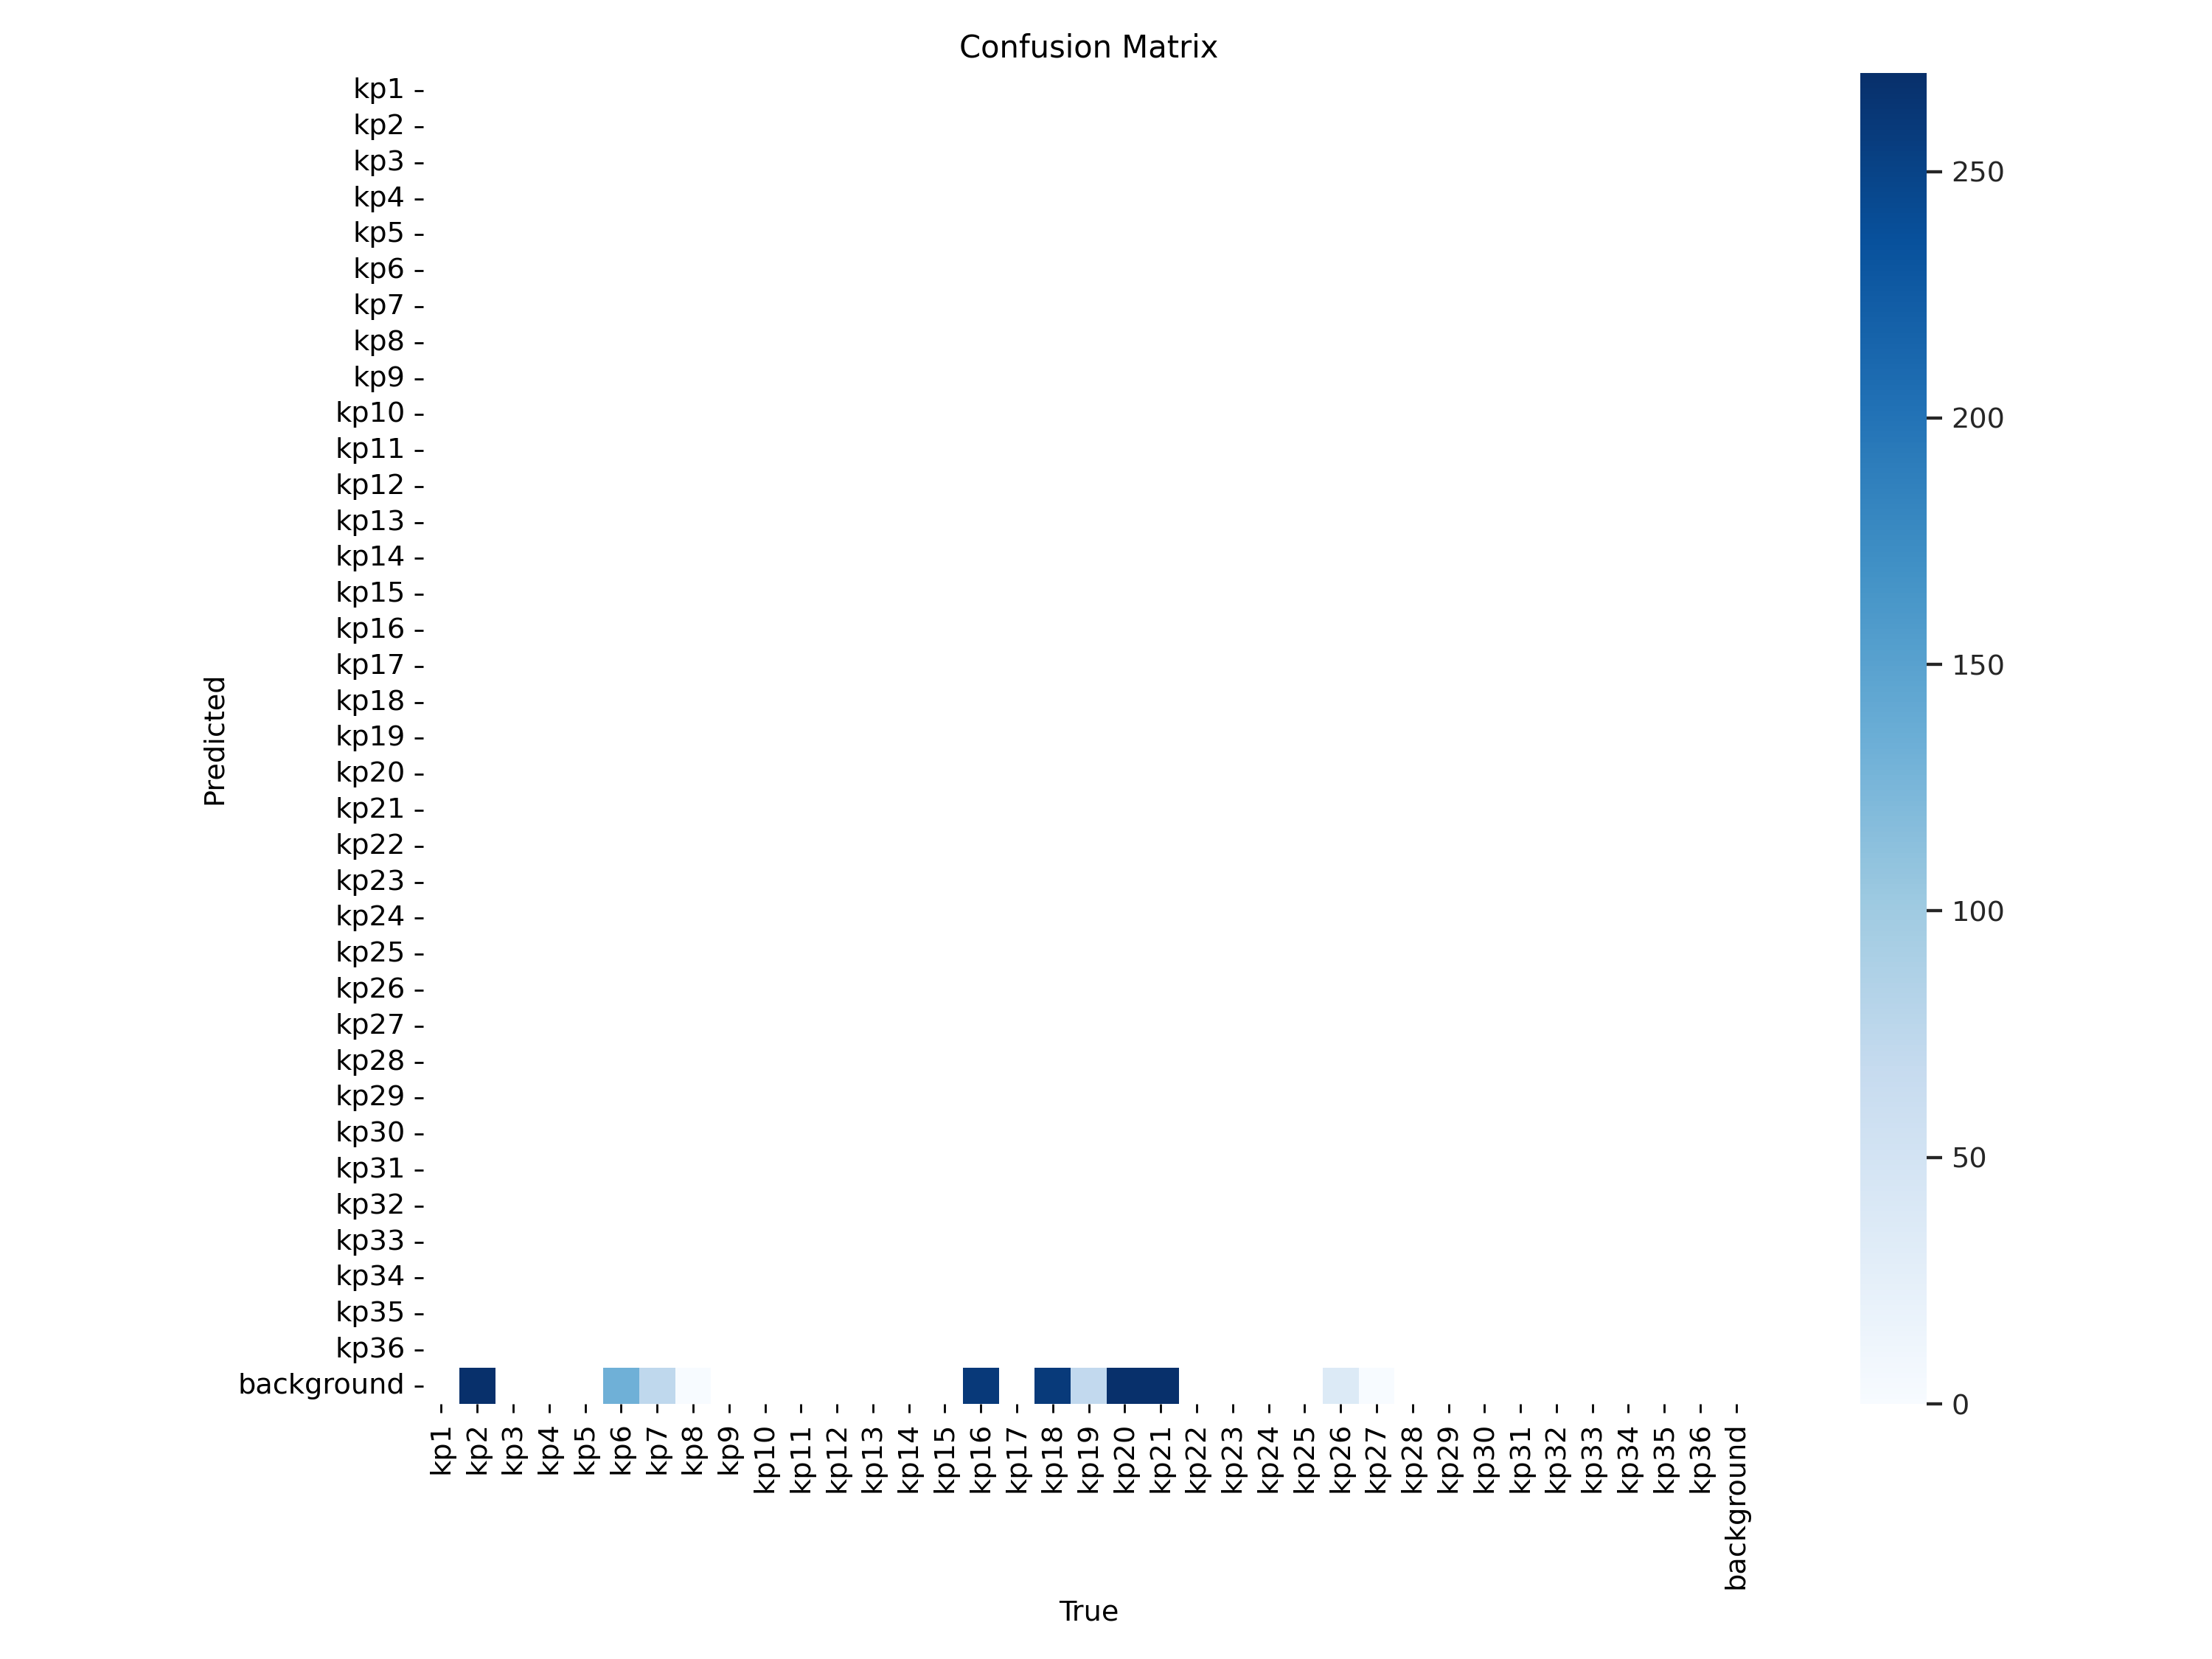 Confusion Matrix
kp1
kp2
kp3
kp4
kp5
kp6
kp7
kp8
kp9
kp10
kp11
kp12
kp13
kp14
kp15
kp16
kp17
kp18
kp19
kp20
kp21
kp22
kp23
kp24
kp25
kp26
kp27
kp28
kp29
kp30
kp31
kp32
kp33
kp34
kp35
kp36
background
Predicted
kp1
kp2
kp3
kp4
kp5
kp6
kp7
kp8
kp9
kp10
kp11
kp12
kp13
kp14
kp15
kp16
kp17
kp18
kp19
kp20
kp21
kp22
kp23
kp24
kp25
kp26
kp27
kp28
kp29
kp30
kp31
kp32
kp33
kp34
kp35
kp36
background
True
250
200
150
100
50
0